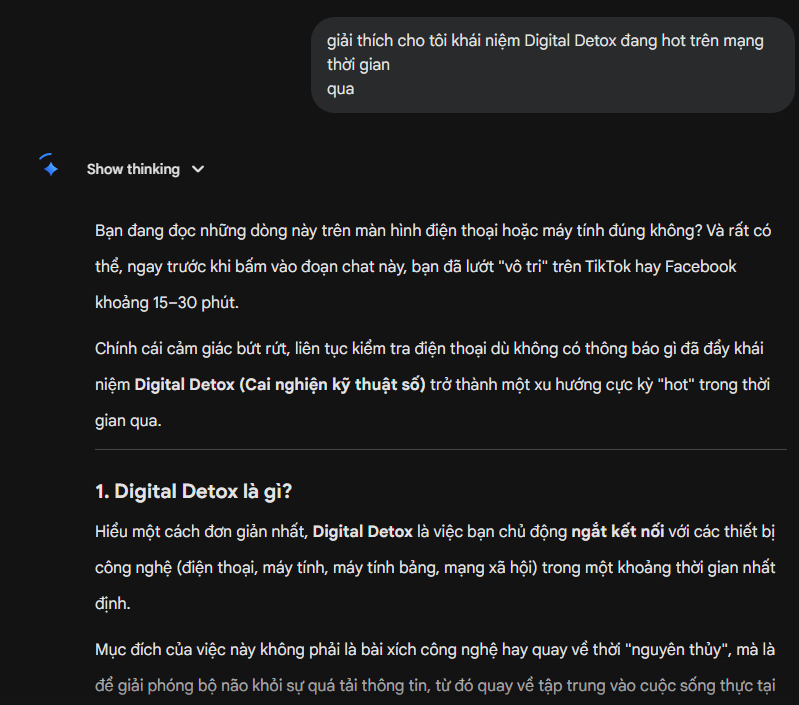 giải thích cho tôi khái niệm Digital Detox đang hot trên mạng
thời gian
qua
Show thinking
Bạn đang đọc những dòng này trên màn hình điện thoại hoặc máy tính đúng không? Và rất có
thể, ngay trước khi bấm vào đoạn chat này, bạn đã lướt "vô tri" trên TikTok hay Facebook
khoảng 15–30 phút.
Chính cái cảm giác bứt rứt, liên tục kiểm tra điện thoại dù không có thông báo gì đã đẩy khái
niệm Digital Detox (Cai nghiện kỹ thuật số) trở thành một xu hướng cực kỳ "hot" trong thời
gian qua.
1. Digital Detox là gì?
Hiểu một cách đơn giản nhất, Digital Detox là việc bạn chủ động ngắt kết nối với các thiết bị
công nghệ (điện thoại, máy tính, máy tính bảng, mạng xã hội) trong một khoảng thời gian nhất
định.
Mục đích của việc này không phải là bài xích công nghệ hay quay về thời "nguyên thủy", mà là
để giải phóng bộ não khỏi sự quá tải thông tin, từ đó quay về tập trung vào cuộc sống thực tại